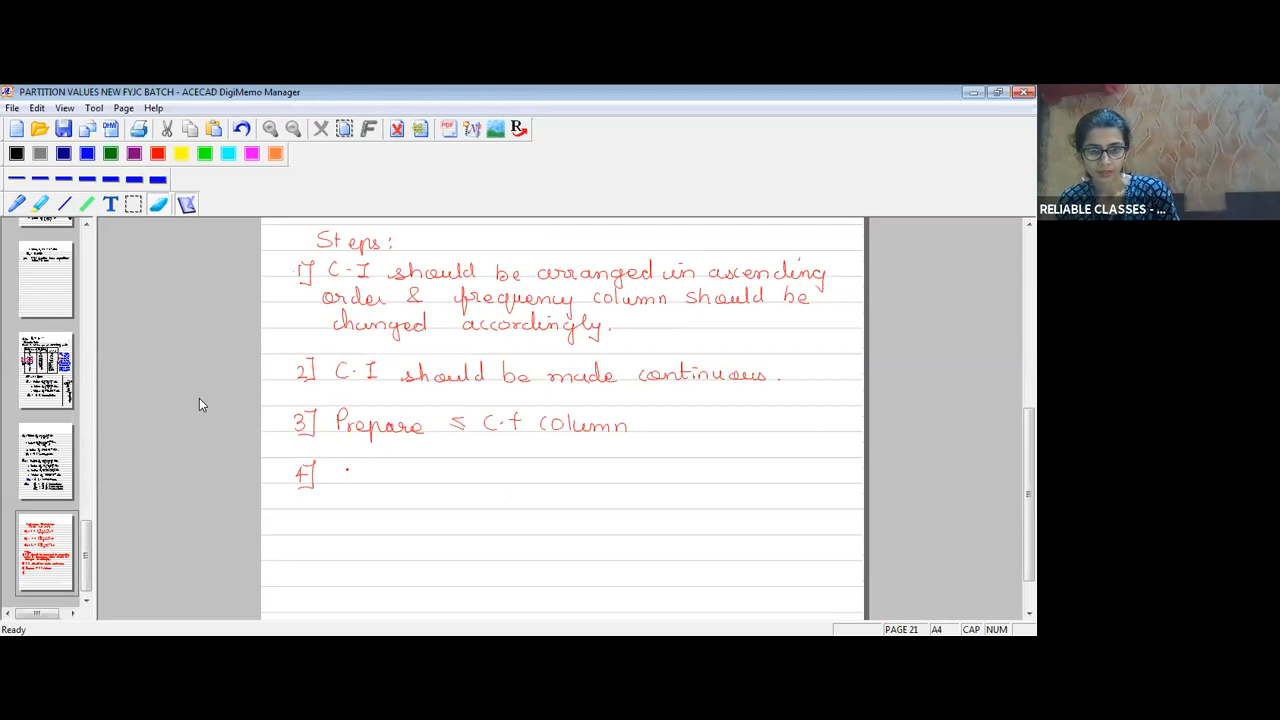 PARTITION VALUES NEW FYJC BATCH - ACECAD DigiMemo Manager
File Edit View Tool Page Help
RELIABLE CLASSES - ...
Steps:
1] C-I should be arranged in ascending
order & frequency column should be
changed accordingly.
2] C.I should be made continuous.
3] Prepare ≤ C.f column
4]
Ready
PAGE 21 A4 CAP NUM